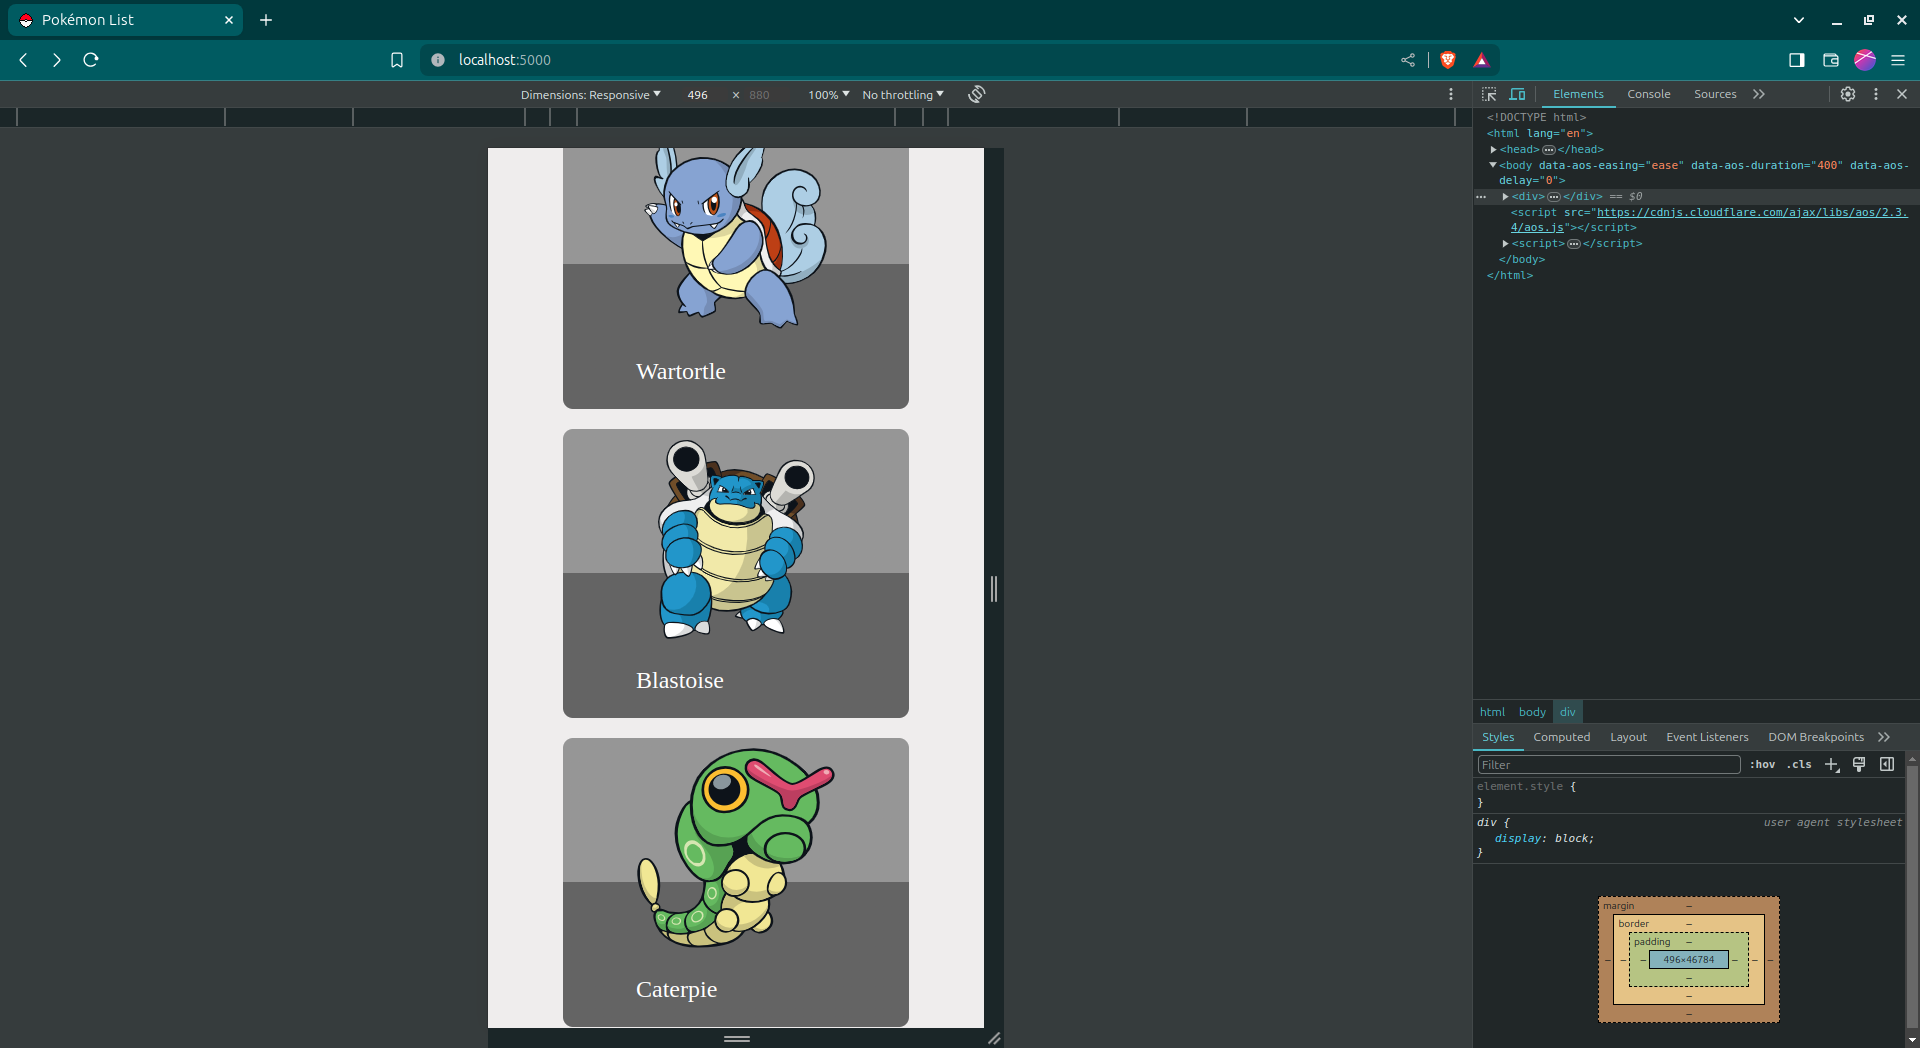 Pokémon List
localhost:5000
Dimensions: Responsive 496 × 880 100% No throttling
Elements Console Sources
<!DOCTYPE html>
<html lang="en">
<head> ••• </head>
<body data-aos-easing="ease" data-aos-duration="400" data-aos-
delay="0">
<div> ••• </div> == $0
<script src="https://cdnjs.cloudflare.com/ajax/libs/aos/2.3.
4/aos.js"></script>
<script> ••• </script>
</body>
</html>
Wartortle
Blastoise
Caterpie
html body div
Styles Computed Layout Event Listeners DOM Breakpoints
Filter :hov .cls
element.style {
}
div { user agent stylesheet
display: block;
}
margin –
border –
padding –
– – – 496×46784 – – –
–
–
–